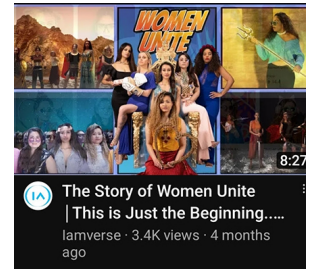 WOMEN
UNITE
8:27
IA
The Story of Women Unite
|This is Just the Beginning.....
Iamverse · 3.4K views · 4 months
ago